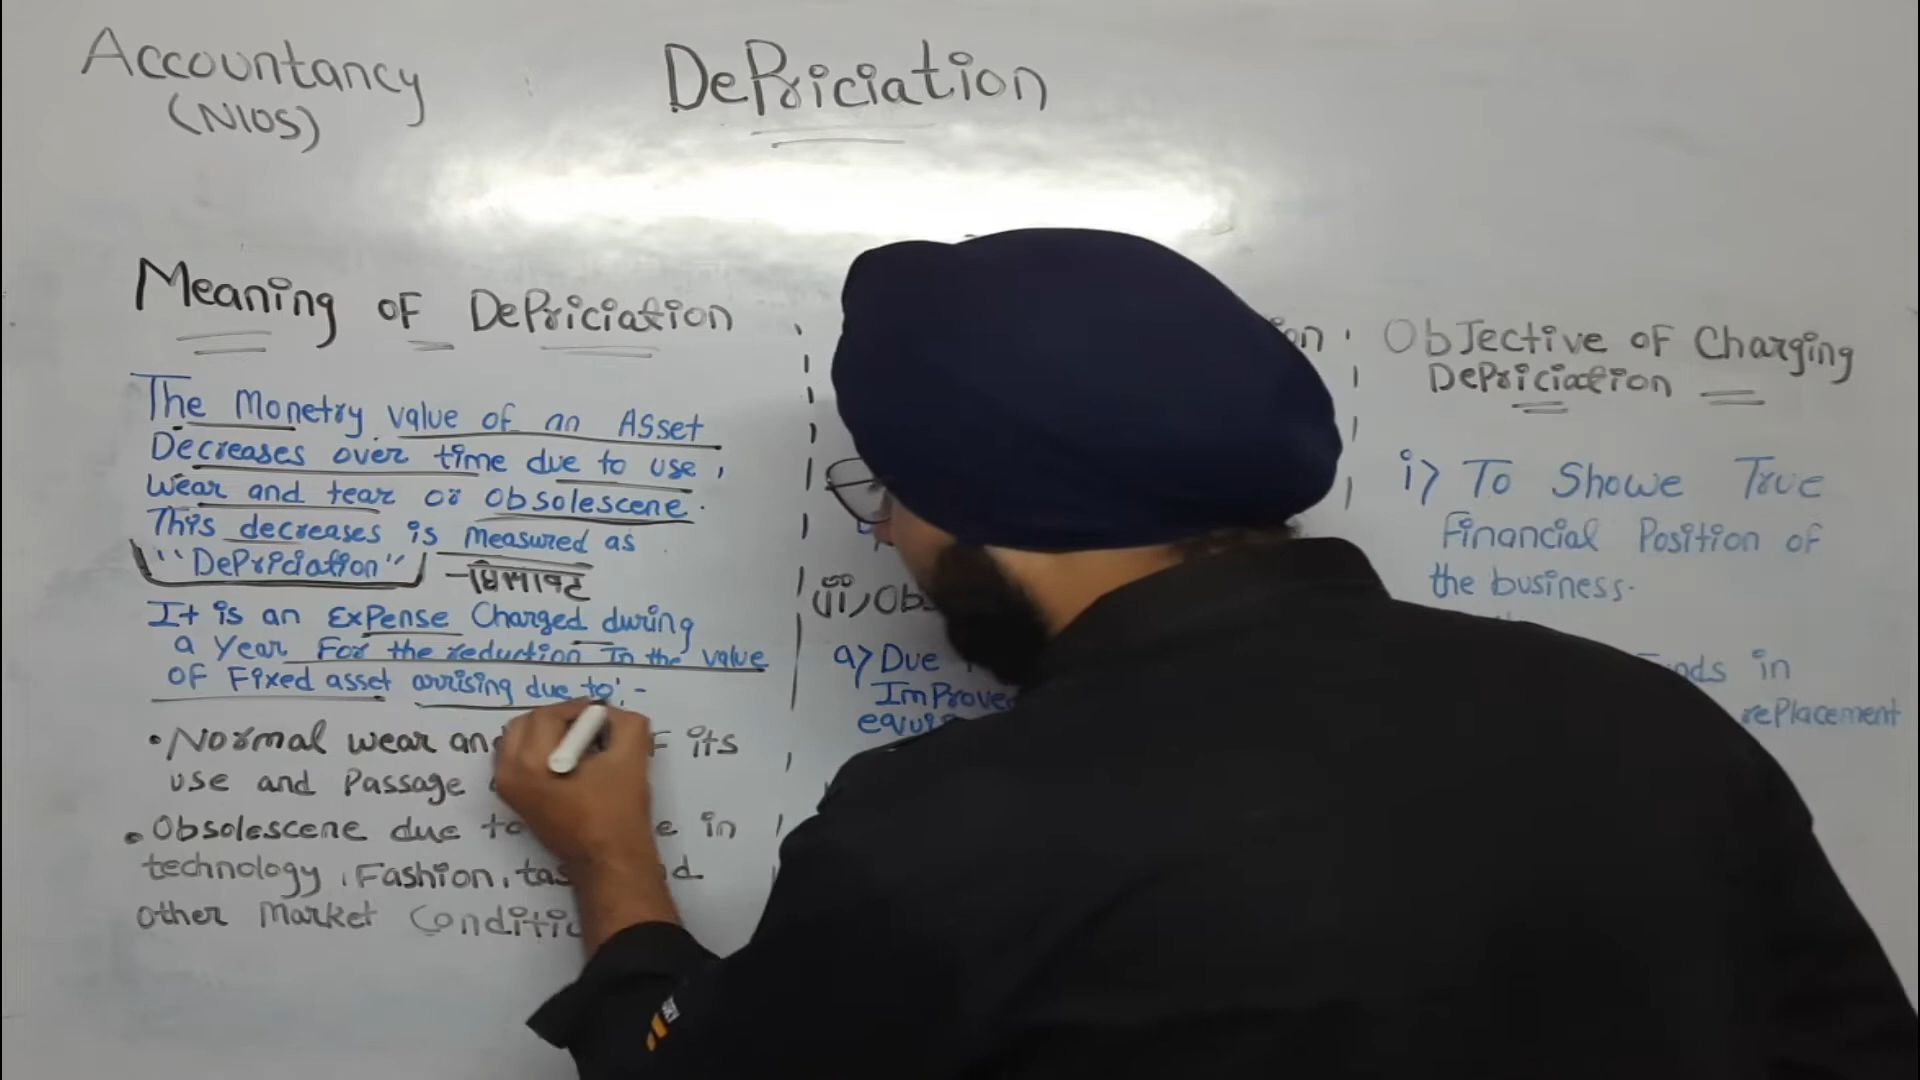 Accountancy
(NIOS)
DePriciation
Meaning of DePriciation
The Monetry value of an Asset
Decreases over time due to use,
Wear and tear or Obsolescene.
This decreases is Measured as
"DePriciation" - घिसावट
It is an ExPense Charged during
a Year For the reduction In the value
of Fixed asset arrising due to:-
• Normal wear and its
use and Passage
• Obsolescene due to in
technology, Fashion,
other Market
(ii) Obs
a) Due
ImProve
Objective of Charging
DePriciation
i) To Showe True
Financial Position of
the business.
in
rePlacement